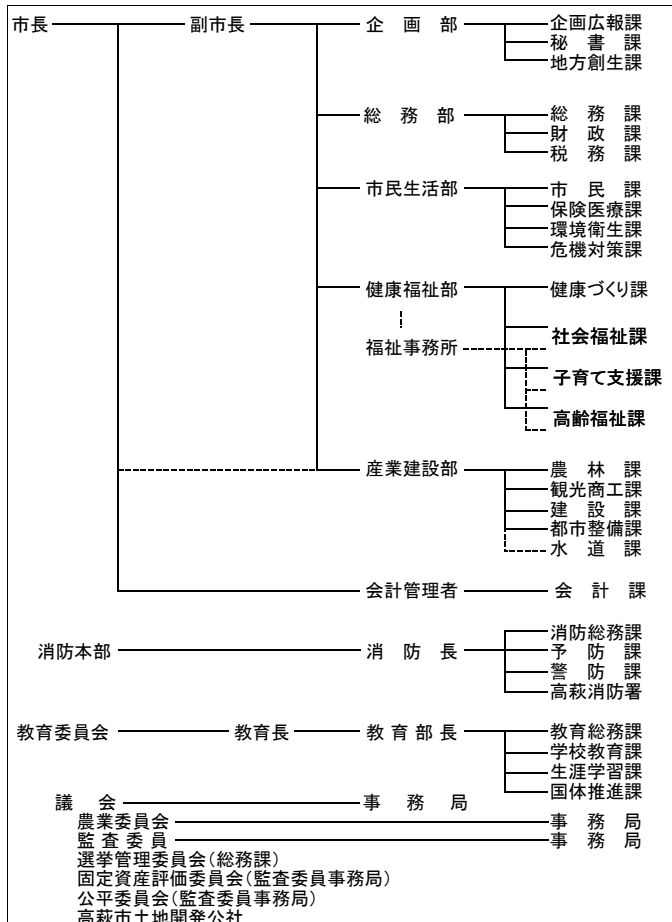 市長 副市長 企画部 企画広報課
秘書課
地方創生課
総務部 総務課
財政課
税務課
市民生活部 市民課
保険医療課
環境衛生課
危機対策課
健康福祉部 健康づくり課
社会福祉課
福祉事務所
子育て支援課
高齢福祉課
産業建設部 農林課
観光商工課
建設課
都市整備課
水道課
会計管理者 会計課
消防総務課
消防本部 消防長 予防課
警防課
高萩消防署
教育委員会 教育長 教育部長 教育総務課
学校教育課
生涯学習課
国体推進課
議会 事務局
農業委員会 事務局
監査委員 事務局
選挙管理委員会(総務課)
固定資産評価委員会(監査委員事務局)
公平委員会(監査委員事務局)
高萩市土地開発公社